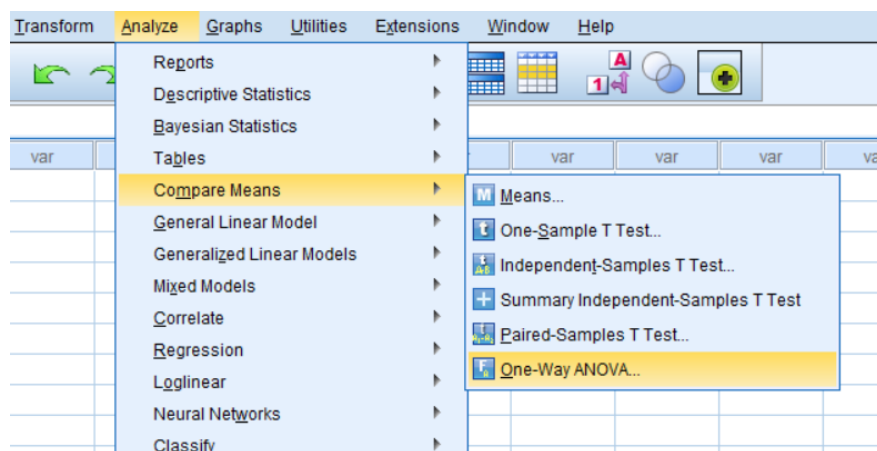 Transform Analyze Graphs Utilities Extensions Window Help
A
1
var var var var va
Reports
Descriptive Statistics
Bayesian Statistics
Tables
Compare Means
General Linear Model
Generalized Linear Models
Mixed Models
Correlate
Regression
Loglinear
Neural Networks
Classify
M Means...
t One-Sample T Test...
Independent-Samples T Test...
Summary Independent-Samples T Test
Paired-Samples T Test...
One-Way ANOVA...